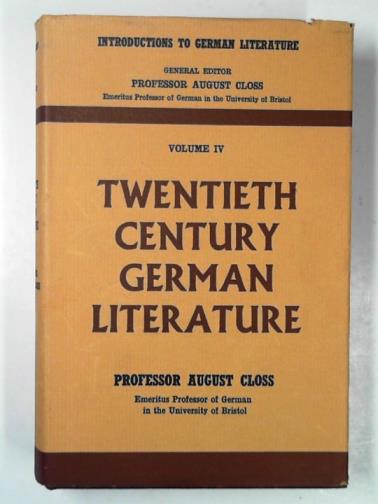 INTRODUCTIONS TO GERMAN LITERATURE
GENERAL EDITOR
PROFESSOR AUGUST CLOSS
Emeritus Professor of German in the University of Bristol
VOLUME IV
TWENTIETH
CENTURY
GERMAN
LITERATURE
PROFESSOR AUGUST CLOSS
Emeritus Professor of German
in the University of Bristol